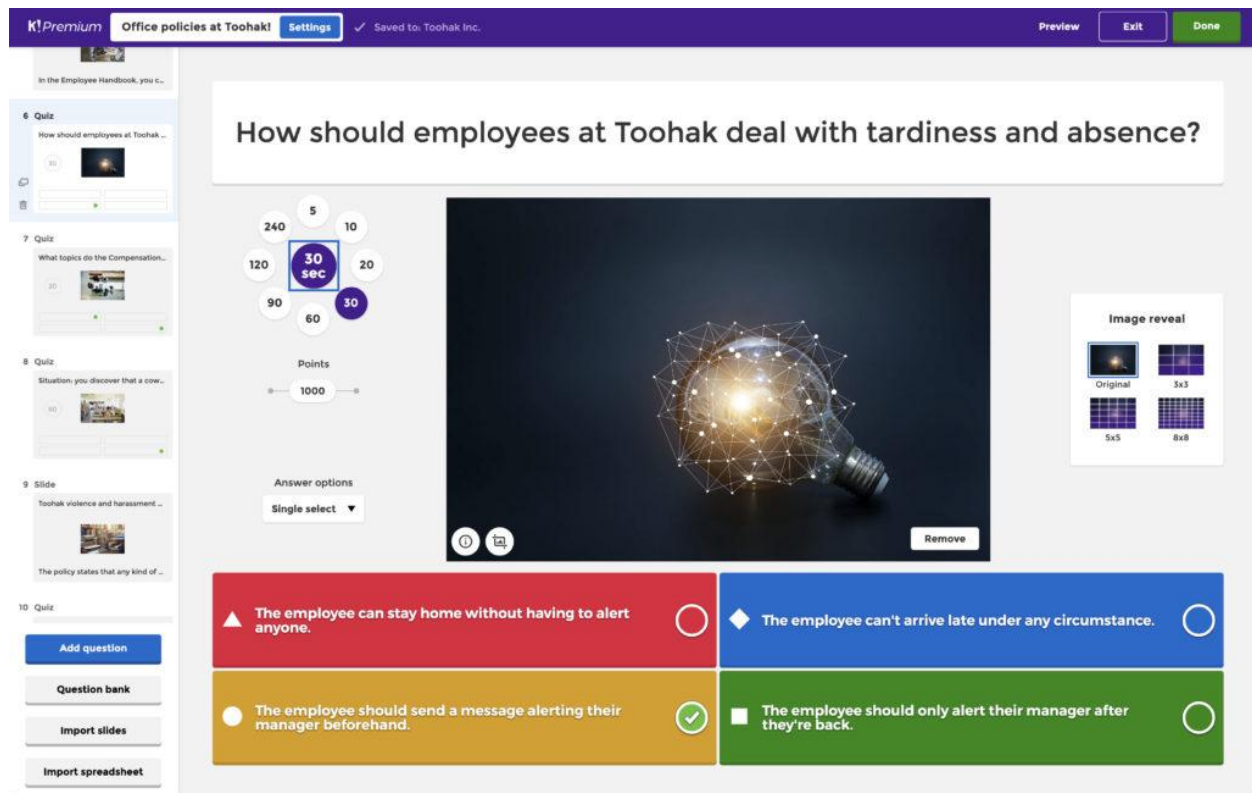 K!Premium
Office policies at Toohak!
Settings
Saved to: Toohak Inc.
Preview
Exit
Done
In the Employee Handbook, you c...
6 Quiz
How should employees at Toohak ...
30
7 Quiz
What topics do the Compensation...
20
8 Quiz
Situation: you discover that a cow...
60
9 Slide
Toohak violence and harassment ...
The policy states that any kind of ...
10 Quiz
Add question
Question bank
Import slides
Import spreadsheet
How should employees at Toohak deal with tardiness and absence?
5
240
10
120
30
sec
20
90
30
60
Points
1000
Answer options
Single select
Remove
Image reveal
Original
3x3
5x5
8x8
The employee can stay home without having to alert
anyone.
The employee can't arrive late under any circumstance.
The employee should send a message alerting their
manager beforehand.
The employee should only alert their manager after
they're back.